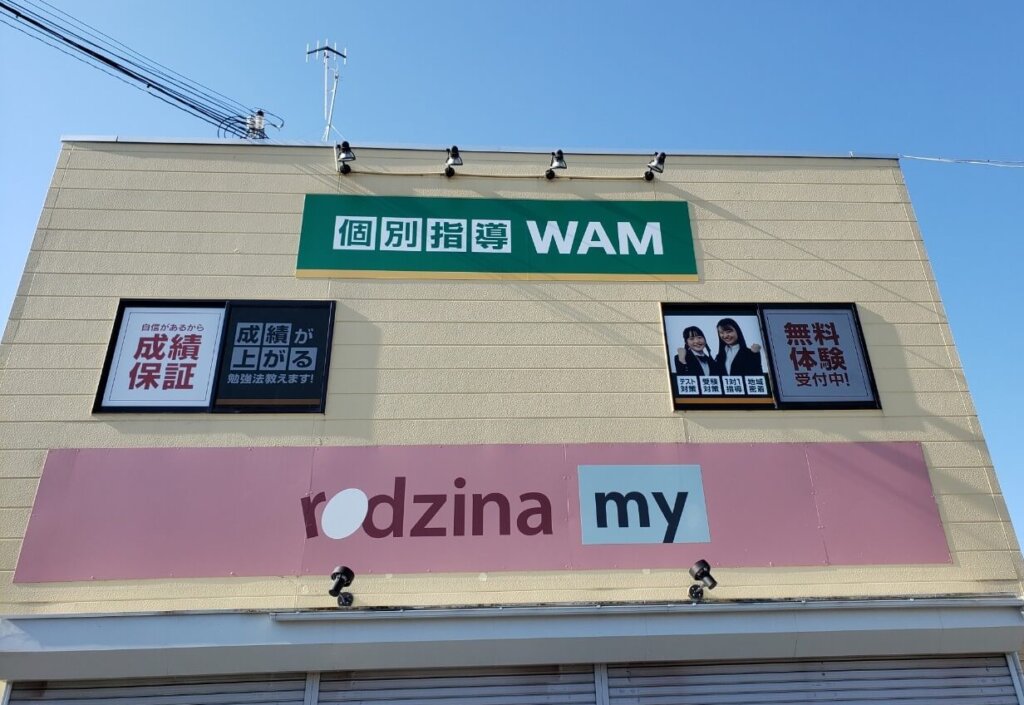 個別指導 WAM
自信があるから
成績
保証
成績が
上がる
勉強法教えます!
テスト対策 受験対策 1対1指導 地域密着
無料
体験
受付中!
rodzina my